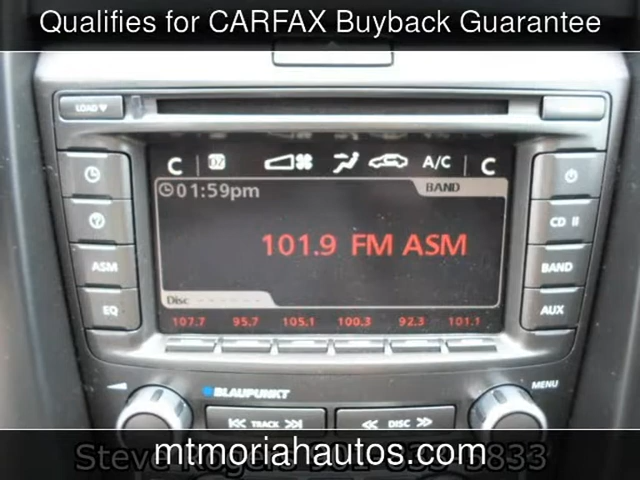 Qualifies for CARFAX Buyback Guarantee
LOAD
C A/C C
01:59pm BAND
101.9 FM ASM
Disc ------
107.7 95.7 105.1 100.3 92.3 101.1
ASM
EQ
CD II
BAND
AUX
BLAUPUNKT
MENU
TRACK
DISC
Steve
mtmoriahautos.com